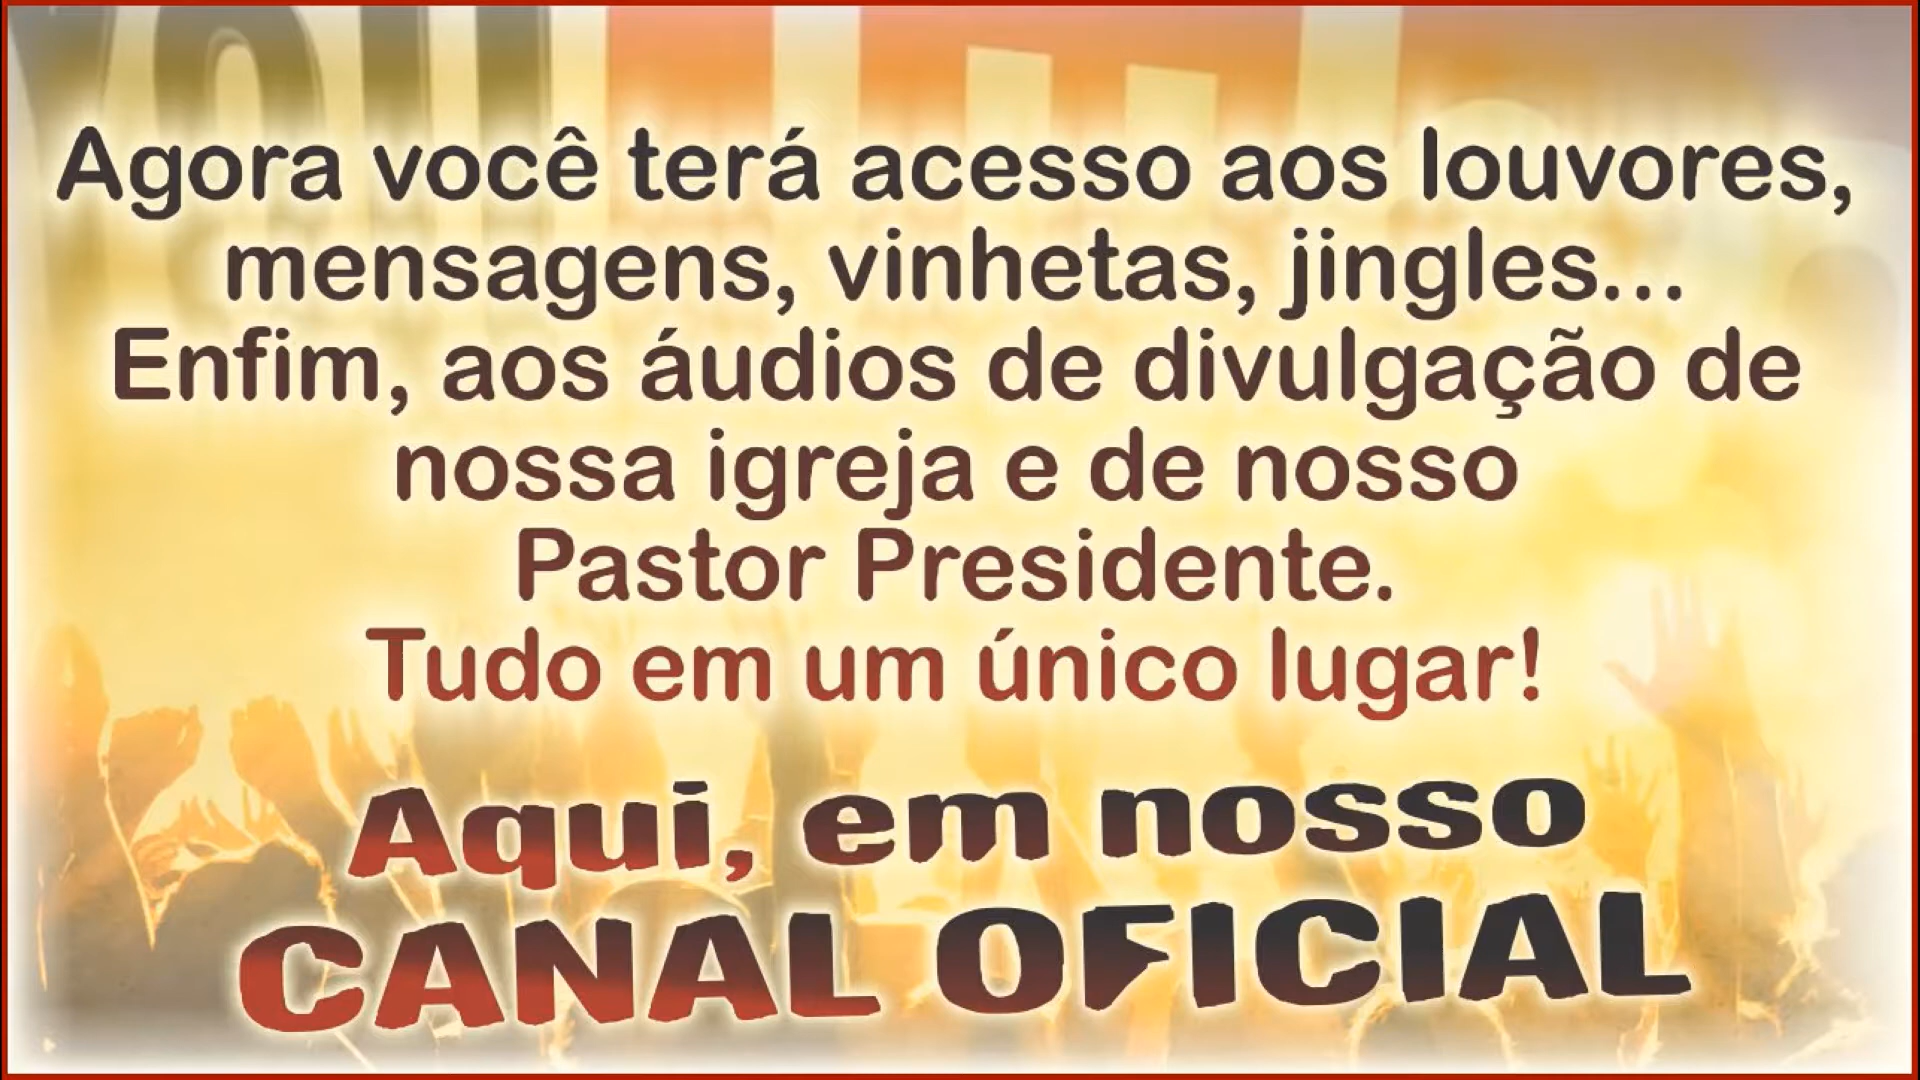 Agora você terá acesso aos louvores,
mensagens, vinhetas, jingles...
Enfim, aos áudios de divulgação de
nossa igreja e de nosso
Pastor Presidente.
Tudo em um único lugar!
Aqui, em nosso
CANAL OFICIAL